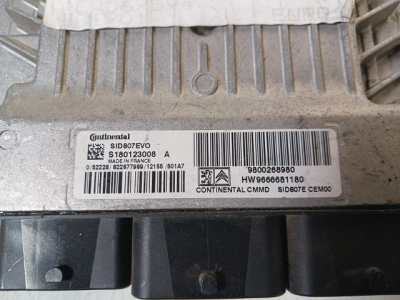 Continental
SID807EVO
S180123008 A
MADE IN FRANCE
9800268980
HW9666681180
CONTINENTAL CMMD SID807E CEM00